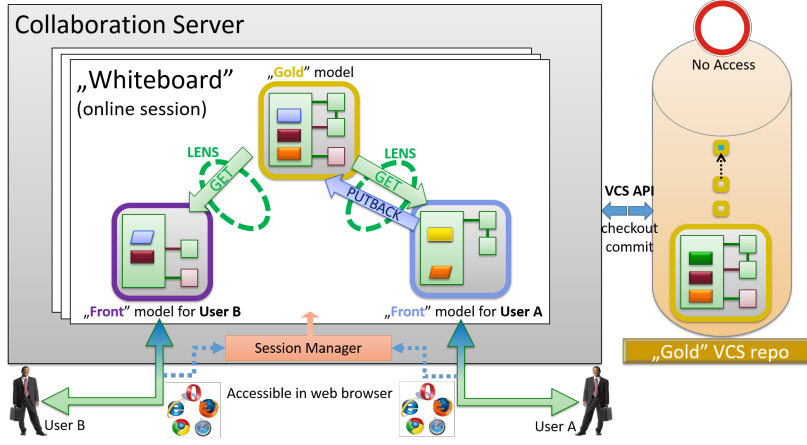 Collaboration Server
„Whiteboard”
(online session)
„Gold” model
LENS
GET
LENS
GET
PUTBACK
„Front” model for User B
„Front” model for User A
Session Manager
Accessible in web browser
User B
User A
No Access
VCS API
checkout
commit
„Gold” VCS repo